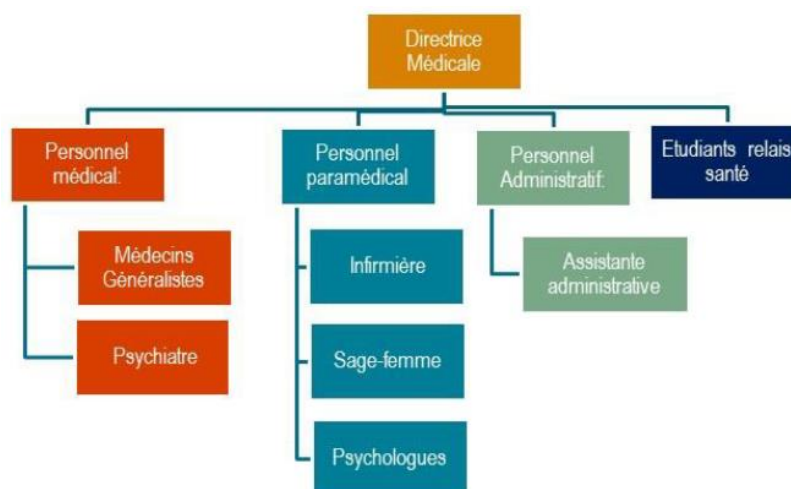 Directrice
Médicale
Personnel
médical:
Personnel
paramédical
Personnel
Administratif:
Etudiants relais
santé
Médecins
Généralistes
Infirmière
Assistante
administrative
Psychiatre
Sage-femme
Psychologues